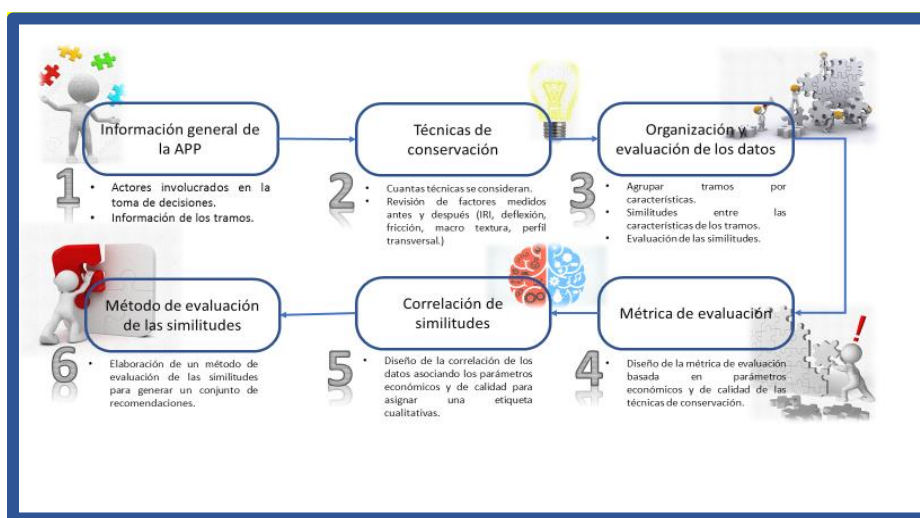 Información general de
la APP
1
• Actores involucrados en la
toma de decisiones.
• Información de los tramos.
Técnicas de
conservación
2
• Cuantas técnicas se consideran.
• Revisión de factores medidos
antes y después (IRI, deflexión,
fricción, macro textura, perfil
transversal.)
Organización y
evaluación de los datos
3
• Agrupar tramos por
características.
• Similitudes entre las
características de los tramos.
• Evaluación de las similitudes.
Métrica de evaluación
4
• Diseño de la métrica de evaluación
basada en parámetros
económicos y de calidad de las
técnicas de conservación.
Correlación de
similitudes
5
• Diseño de la correlación de los
datos asociando los parámetros
económicos y de calidad para
asignar una etiqueta
cualitativas.
Método de evaluación
de las similitudes
6
• Elaboración de un método de
evaluación de las similitudes
para generar un conjunto de
recomendaciones.